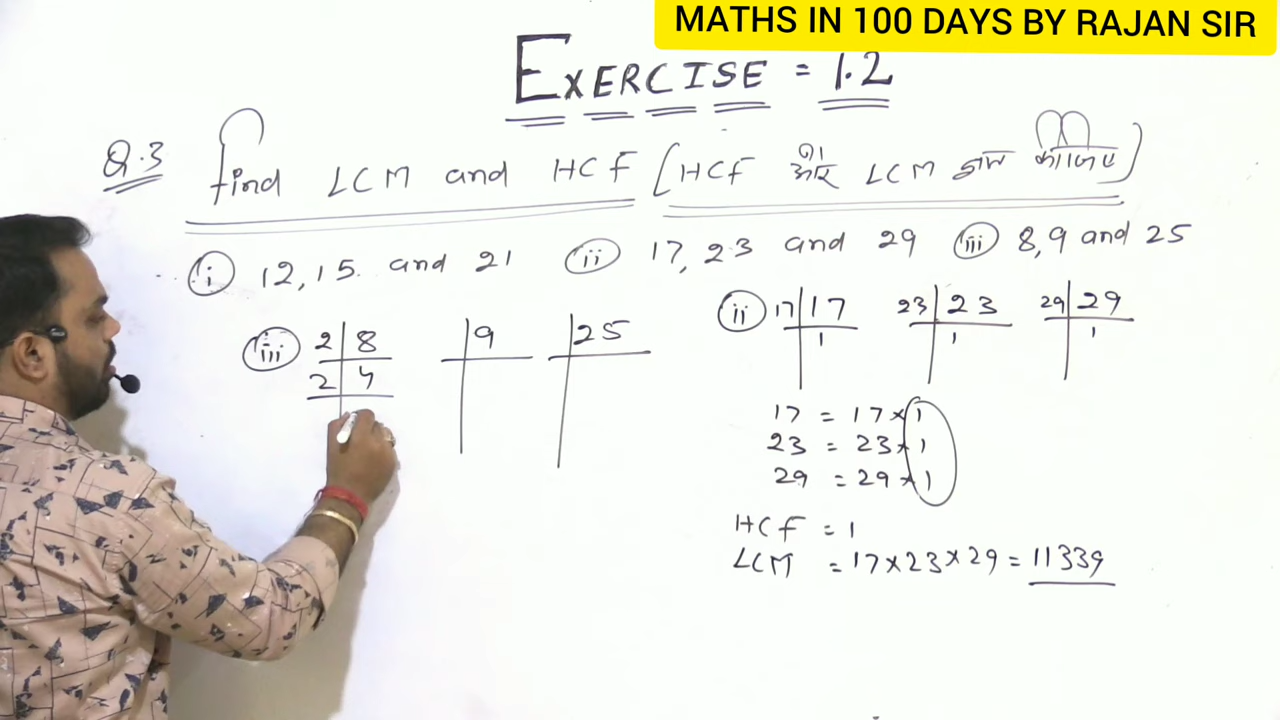 MATHS IN 100 DAYS BY RAJAN SIR
EXERCISE = 1.2
Q.3 find LCM and HCF [HCF और LCM ज्ञात कीजिए]
(i) 12, 15 and 21 (ii) 17, 23 and 29 (iii) 8, 9 and 25
(iii) 2 | 8 | 9 | 25
2 | 4
(ii) 17 | 17 23 | 23 29 | 29
1 1 1
17 = 17 × 1
23 = 23 × 1
29 = 29 × 1
HCF = 1
LCM = 17 × 23 × 29 = 11339